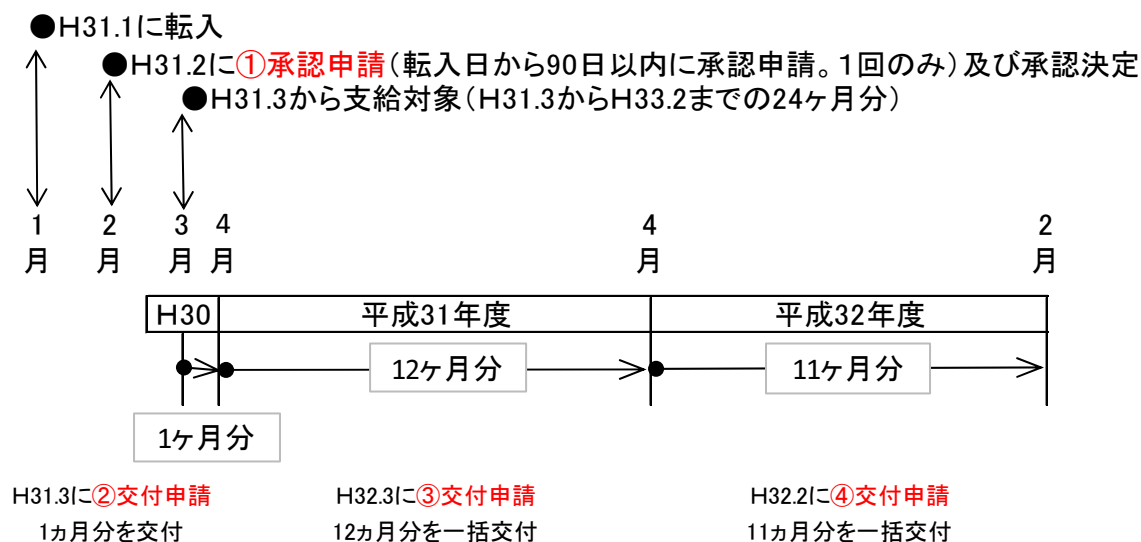 ●H31.1に転入
●H31.2に①承認申請(転入日から90日以内に承認申請。1回のみ)及び承認決定
●H31.3から支給対象(H31.3からH33.2までの24ヶ月分)
1月 2月 3月 4月 4月 2月
H30 平成31年度 平成32年度
12ヶ月分 11ヶ月分
1ヶ月分
H31.3に②交付申請 H32.3に③交付申請 H32.2に④交付申請
1ヵ月分を交付 12ヵ月分を一括交付 11ヵ月分を一括交付